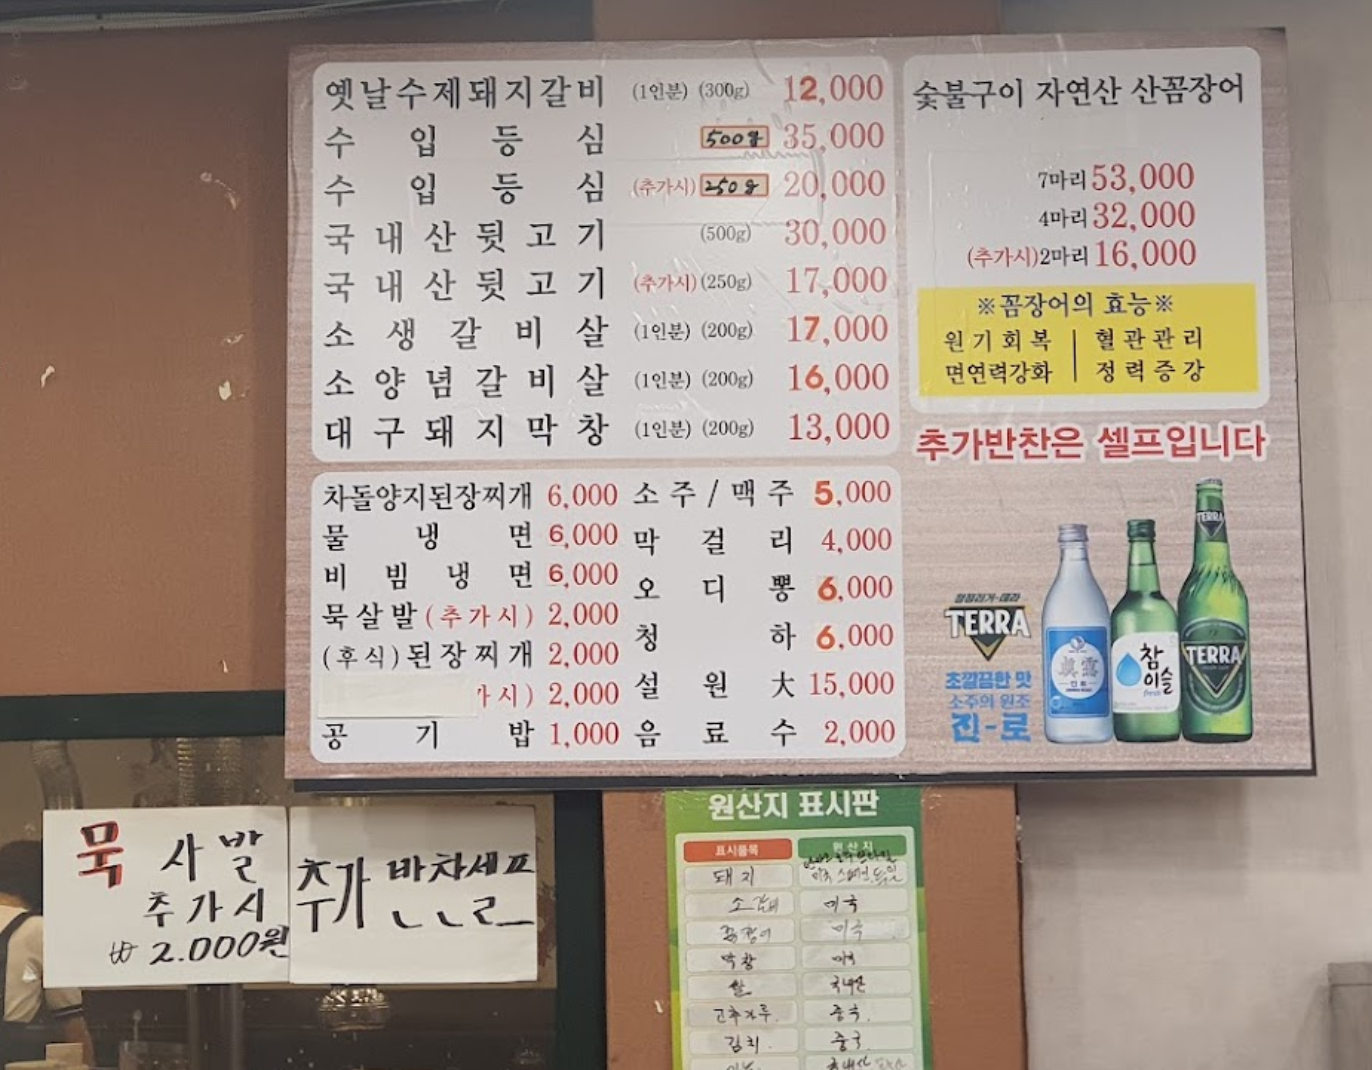 옛날수제돼지갈비 (1인분) (300g) 12,000
수입등심 500g 35,000
수입등심 (추가시) 250g 20,000
국내산뒷고기 (500g) 30,000
국내산뒷고기 (추가시) (250g) 17,000
소생갈비살 (1인분) (200g) 17,000
소양념갈비살 (1인분) (200g) 16,000
대구돼지막창 (1인분) (200g) 13,000
차돌양지된장찌개 6,000
물냉면 6,000
비빔냉면 6,000
묵살발(추가시) 2,000
(후식)된장찌개 2,000
가시) 2,000
공기밥 1,000
소주/맥주 5,000
막걸리 4,000
오디뽕 6,000
청하 6,000
설원大 15,000
음료수 2,000
숯불구이 자연산 산꼼장어
7마리 53,000
4마리 32,000
(추가시)2마리 16,000
※꼼장어의 효능※
원기회복 | 혈관관리
면연력강화 | 정력증강
추가반찬은 셀프입니다
청정라거-테라
TERRA
초깔끔한 맛
소주의 원조
진-로
眞露
참이슬
fresh
TERRA
TERRA
묵사발
추가시
₩ 2.000원
추가 반찬셀프
원산지 표시판
표시품목 원산지
돼지
소갈비 미국
꼼장어 미국
막창
쌀 국내산
고추가루 중국.
김치. 중국
국내산